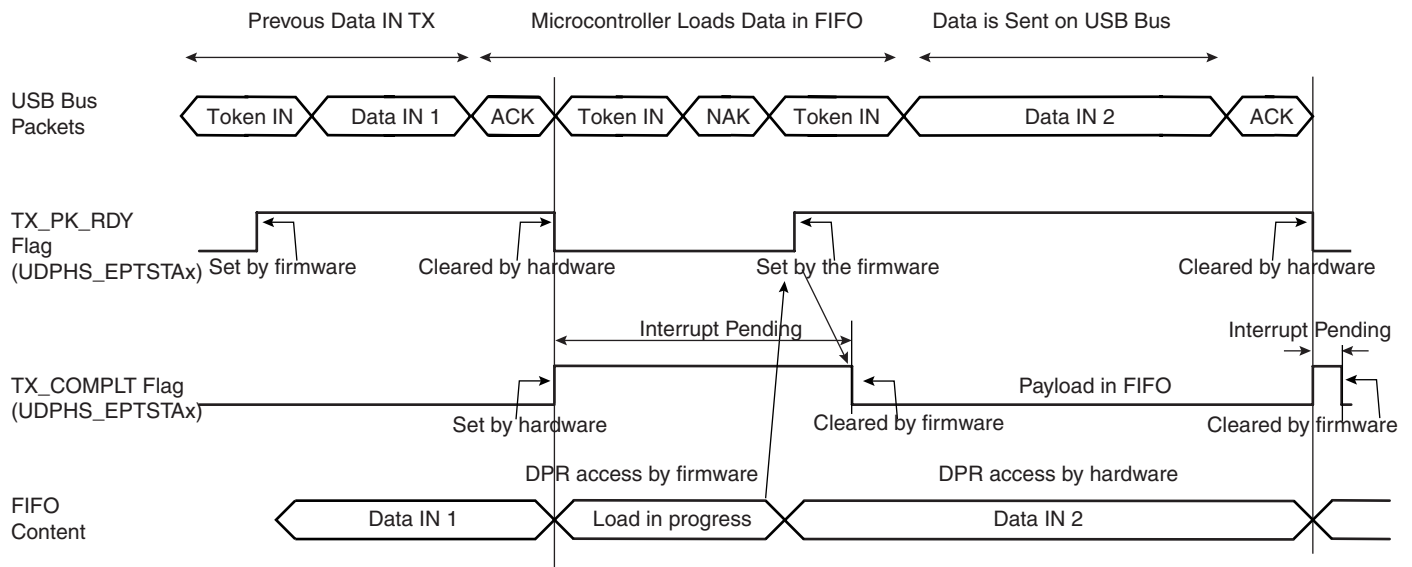 Prevous Data IN TX
Microcontroller Loads Data in FIFO
Data is Sent on USB Bus
USB Bus
Packets
Token IN
Data IN 1
ACK
Token IN
NAK
Token IN
Data IN 2
ACK
TX_PK_RDY
Flag
(UDPHS_EPTSTAx)
Set by firmware
Cleared by hardware
Set by the firmware
Cleared by hardware
Interrupt Pending
Interrupt Pending
TX_COMPLT Flag
(UDPHS_EPTSTAx)
Payload in FIFO
Set by hardware
Cleared by firmware
Cleared by firmware
DPR access by firmware
DPR access by hardware
FIFO
Content
Data IN 1
Load in progress
Data IN 2